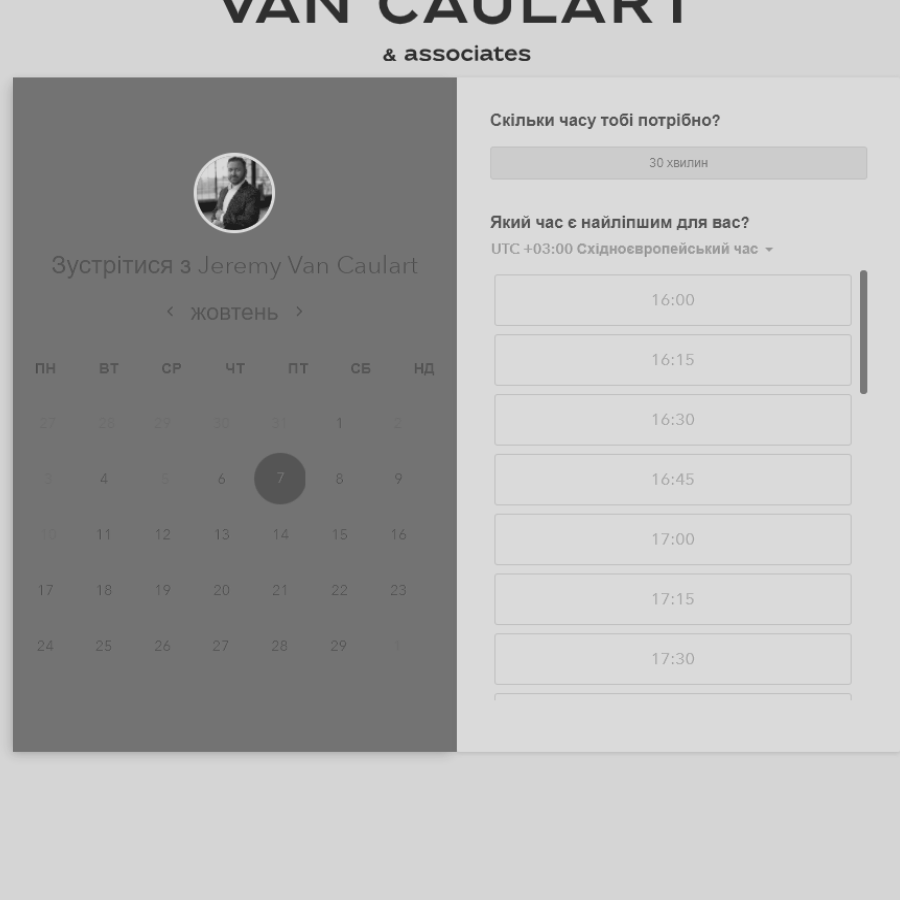 VAN CAULART
& associates
Зустрітися з Jeremy Van Caulart
жовтень
ПН ВТ СР ЧТ ПТ СБ НД
27 28 29 30 31 1 2
3 4 5 6 7 8 9
10 11 12 13 14 15 16
17 18 19 20 21 22 23
24 25 26 27 28 29 1
Скільки часу тобі потрібно?
30 хвилин
Який час є найліпшим для вас?
UTC +03:00 Східноєвропейський час
16:00
16:15
16:30
16:45
17:00
17:15
17:30